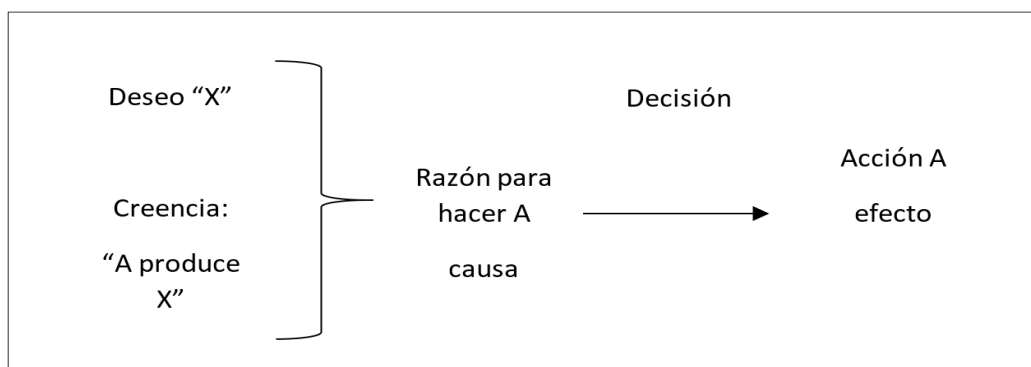 Deseo “X”
Creencia:
“A produce
X”
Razón para
hacer A
causa
Decisión
Acción A
efecto